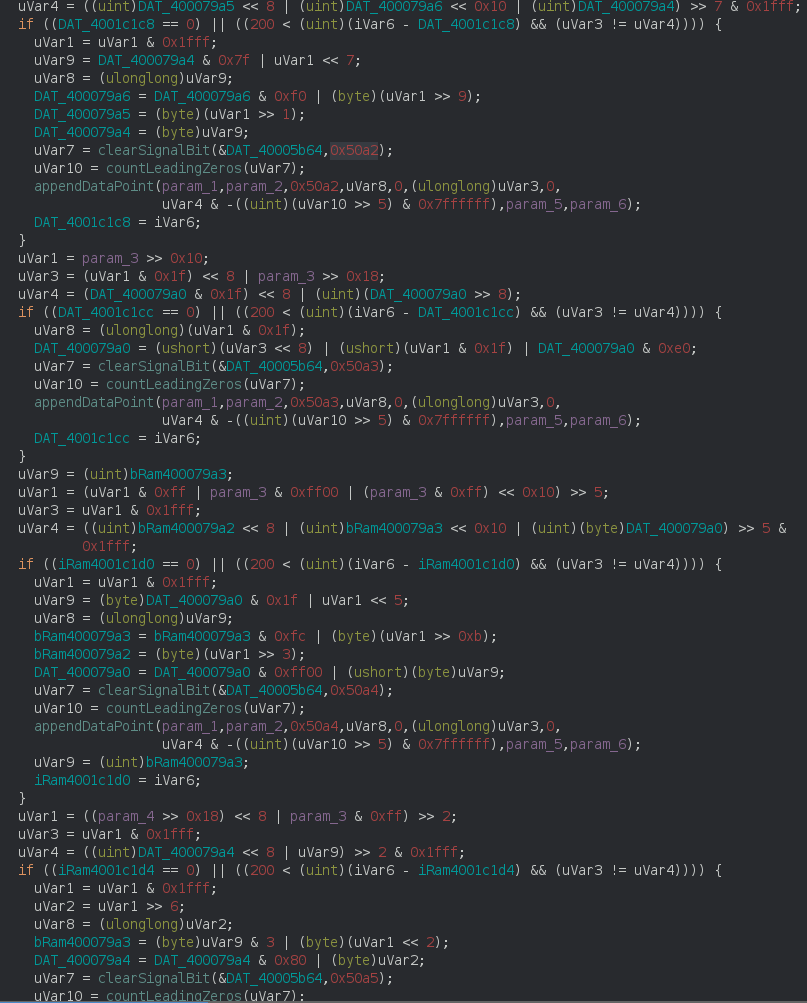 uVar4 = ((uint)DAT_400079a5 << 8 | (uint)DAT_400079a6 << 0x10 | (uint)DAT_400079a4) >> 7 & 0x1fff;
if ((DAT_4001c1c8 == 0) || ((200 < (uint)(iVar6 - DAT_4001c1c8) && (uVar3 != uVar4)))) {
uVar1 = uVar1 & 0x1fff;
uVar9 = DAT_400079a4 & 0x7f | uVar1 << 7;
uVar8 = (ulonglong)uVar9;
DAT_400079a6 = DAT_400079a6 & 0xf0 | (byte)(uVar1 >> 9);
DAT_400079a5 = (byte)(uVar1 >> 1);
DAT_400079a4 = (byte)uVar9;
uVar7 = clearSignalBit(&DAT_40005b64,0x50a2);
uVar10 = countLeadingZeros(uVar7);
appendDataPoint(param_1,param_2,0x50a2,uVar8,0,(ulonglong)uVar3,0,
uVar4 & -((uint)(uVar10 >> 5) & 0x7ffffff),param_5,param_6);
DAT_4001c1c8 = iVar6;
}
uVar1 = param_3 >> 0x10;
uVar3 = (uVar1 & 0x1f) << 8 | param_3 >> 0x18;
uVar4 = (DAT_400079a0 & 0x1f) << 8 | (uint)(DAT_400079a0 >> 8);
if ((DAT_4001c1cc == 0) || ((200 < (uint)(iVar6 - DAT_4001c1cc) && (uVar3 != uVar4)))) {
uVar8 = (ulonglong)(uVar1 & 0x1f);
DAT_400079a0 = (ushort)(uVar3 << 8) | (ushort)(uVar1 & 0x1f) | DAT_400079a0 & 0xe0;
uVar7 = clearSignalBit(&DAT_40005b64,0x50a3);
uVar10 = countLeadingZeros(uVar7);
appendDataPoint(param_1,param_2,0x50a3,uVar8,0,(ulonglong)uVar3,0,
uVar4 & -((uint)(uVar10 >> 5) & 0x7ffffff),param_5,param_6);
DAT_4001c1cc = iVar6;
}
uVar9 = (uint)bRam400079a3;
uVar1 = (uVar1 & 0xff | param_3 & 0xff00 | (param_3 & 0xff) << 0x10) >> 5;
uVar3 = uVar1 & 0x1fff;
uVar4 = ((uint)bRam400079a2 << 8 | (uint)bRam400079a3 << 0x10 | (uint)(byte)DAT_400079a0) >> 5 &
0x1fff;
if ((iRam4001c1d0 == 0) || ((200 < (uint)(iVar6 - iRam4001c1d0) && (uVar3 != uVar4)))) {
uVar1 = uVar1 & 0x1fff;
uVar9 = (byte)DAT_400079a0 & 0x1f | uVar1 << 5;
uVar8 = (ulonglong)uVar9;
bRam400079a3 = bRam400079a3 & 0xfc | (byte)(uVar1 >> 0xb);
bRam400079a2 = (byte)(uVar1 >> 3);
DAT_400079a0 = DAT_400079a0 & 0xff00 | (ushort)(byte)uVar9;
uVar7 = clearSignalBit(&DAT_40005b64,0x50a4);
uVar10 = countLeadingZeros(uVar7);
appendDataPoint(param_1,param_2,0x50a4,uVar8,0,(ulonglong)uVar3,0,
uVar4 & -((uint)(uVar10 >> 5) & 0x7ffffff),param_5,param_6);
uVar9 = (uint)bRam400079a3;
iRam4001c1d0 = iVar6;
}
uVar1 = ((param_4 >> 0x18) << 8 | param_3 & 0xff) >> 2;
uVar3 = uVar1 & 0x1fff;
uVar4 = ((uint)DAT_400079a4 << 8 | uVar9) >> 2 & 0x1fff;
if ((iRam4001c1d4 == 0) || ((200 < (uint)(iVar6 - iRam4001c1d4) && (uVar3 != uVar4)))) {
uVar1 = uVar1 & 0x1fff;
uVar2 = uVar1 >> 6;
uVar8 = (ulonglong)uVar2;
bRam400079a3 = (byte)uVar9 & 3 | (byte)(uVar1 << 2);
DAT_400079a4 = DAT_400079a4 & 0x80 | (byte)uVar2;
uVar7 = clearSignalBit(&DAT_40005b64,0x50a5);
uVar10 = countLeadingZeros(uVar7);